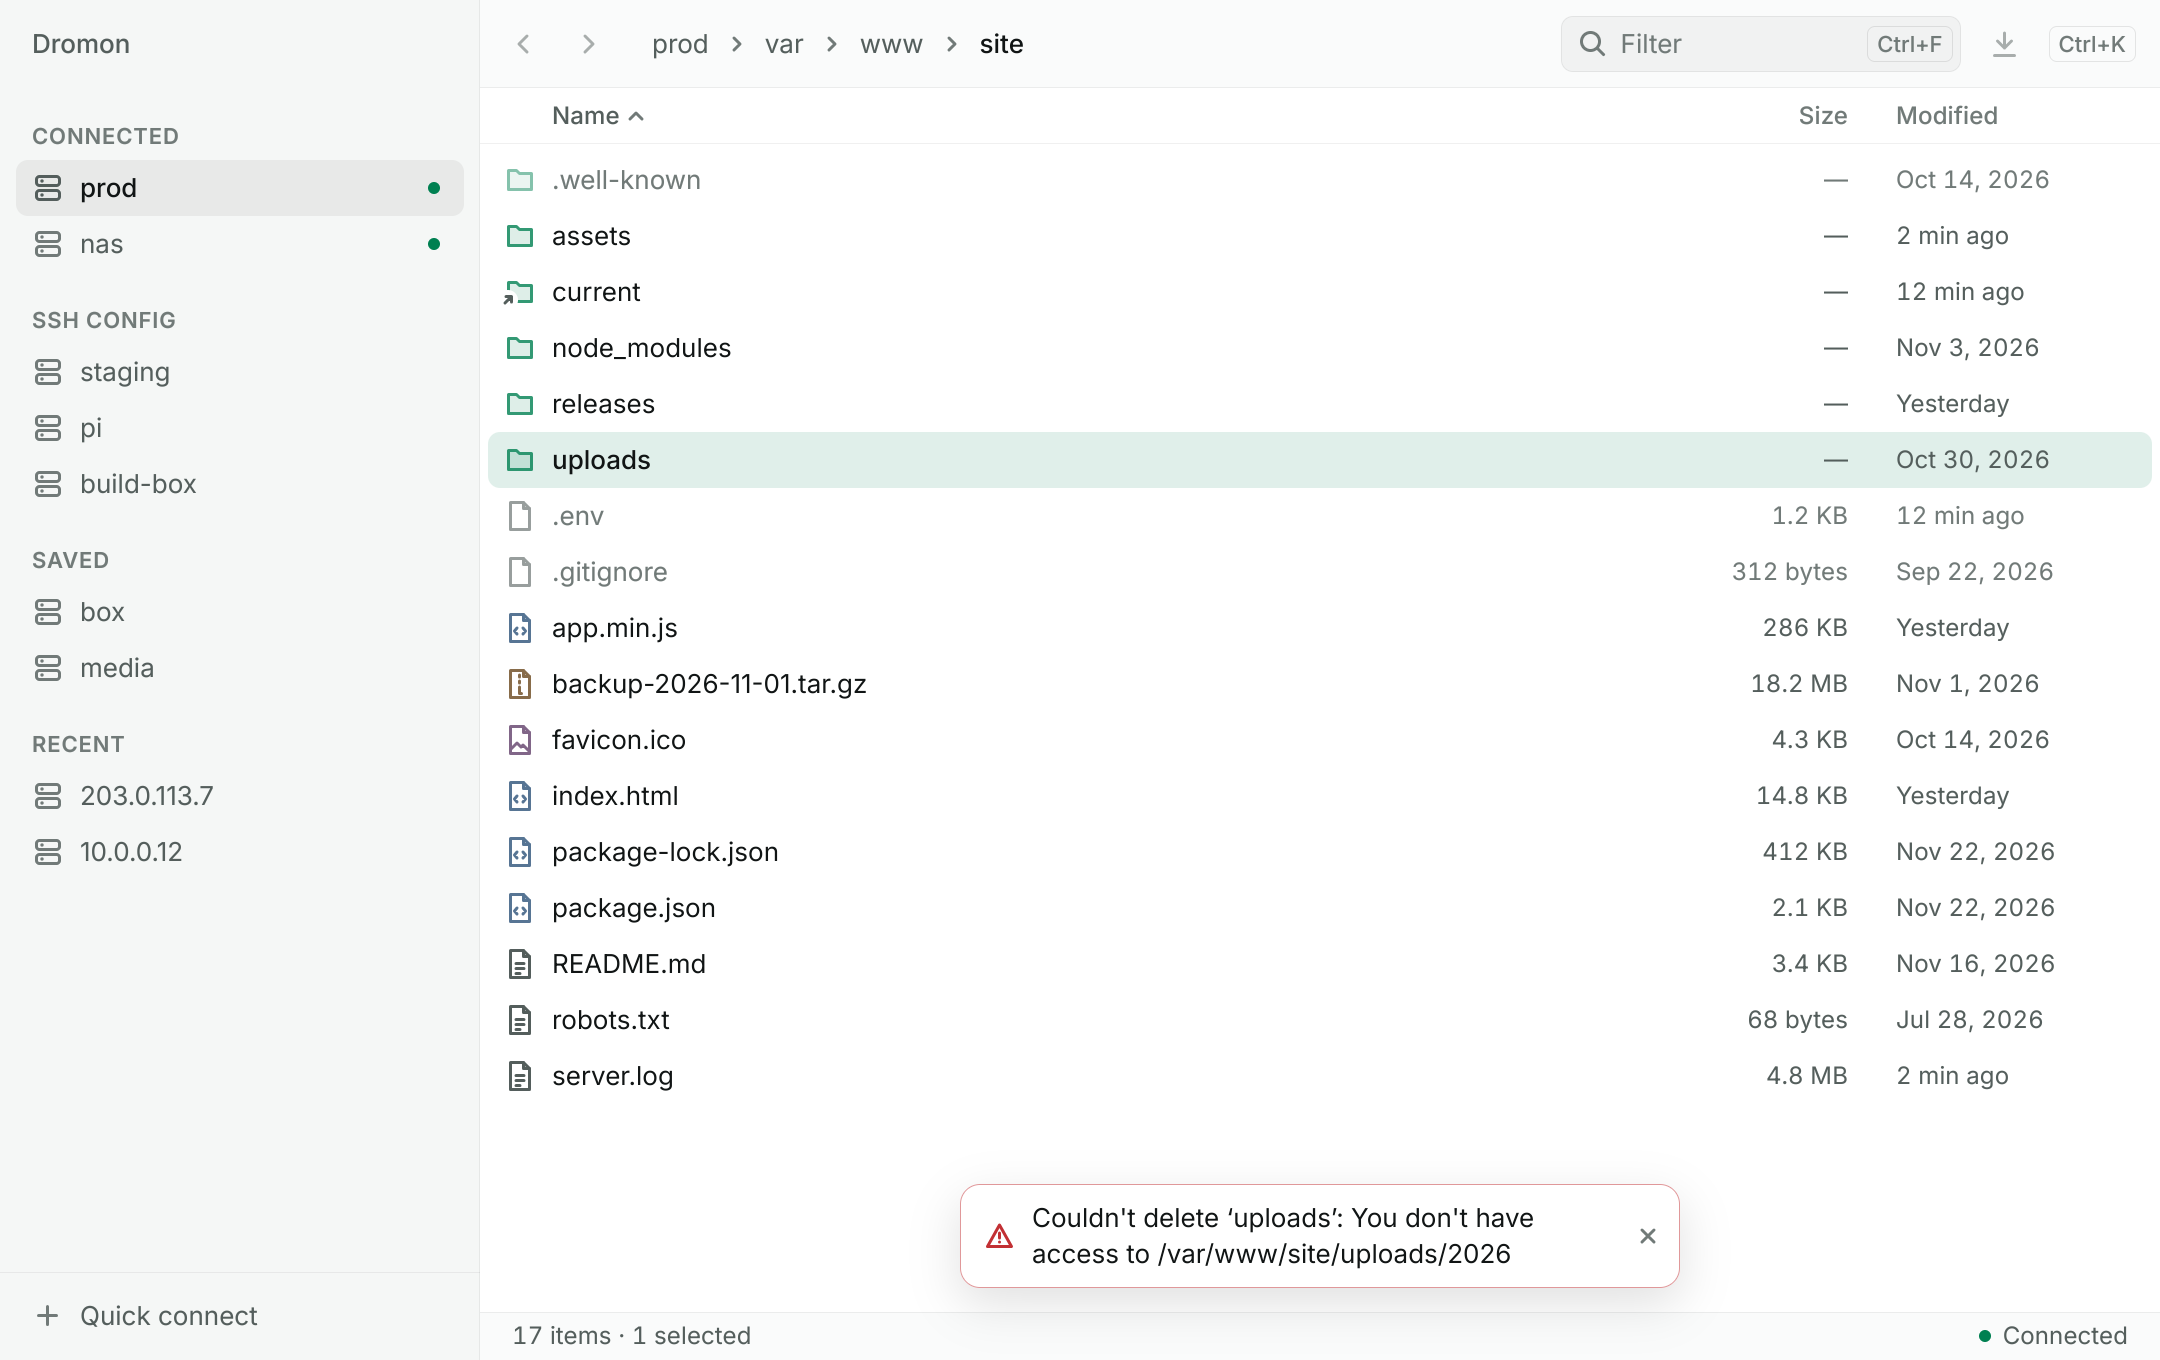 Dromon
CONNECTED
prod
nas
SSH CONFIG
staging
pi
build-box
SAVED
box
media
RECENT
203.0.113.7
10.0.0.12
Quick connect
prod var www site
Filter Ctrl+F
Ctrl+K
Name Size Modified
.well-known — Oct 14, 2026
assets — 2 min ago
current — 12 min ago
node_modules — Nov 3, 2026
releases — Yesterday
uploads — Oct 30, 2026
.env 1.2 KB 12 min ago
.gitignore 312 bytes Sep 22, 2026
app.min.js 286 KB Yesterday
backup-2026-11-01.tar.gz 18.2 MB Nov 1, 2026
favicon.ico 4.3 KB Oct 14, 2026
index.html 14.8 KB Yesterday
package-lock.json 412 KB Nov 22, 2026
package.json 2.1 KB Nov 22, 2026
README.md 3.4 KB Nov 16, 2026
robots.txt 68 bytes Jul 28, 2026
server.log 4.8 MB 2 min ago
Couldn't delete ‘uploads’: You don't have
access to /var/www/site/uploads/2026
17 items · 1 selected
Connected